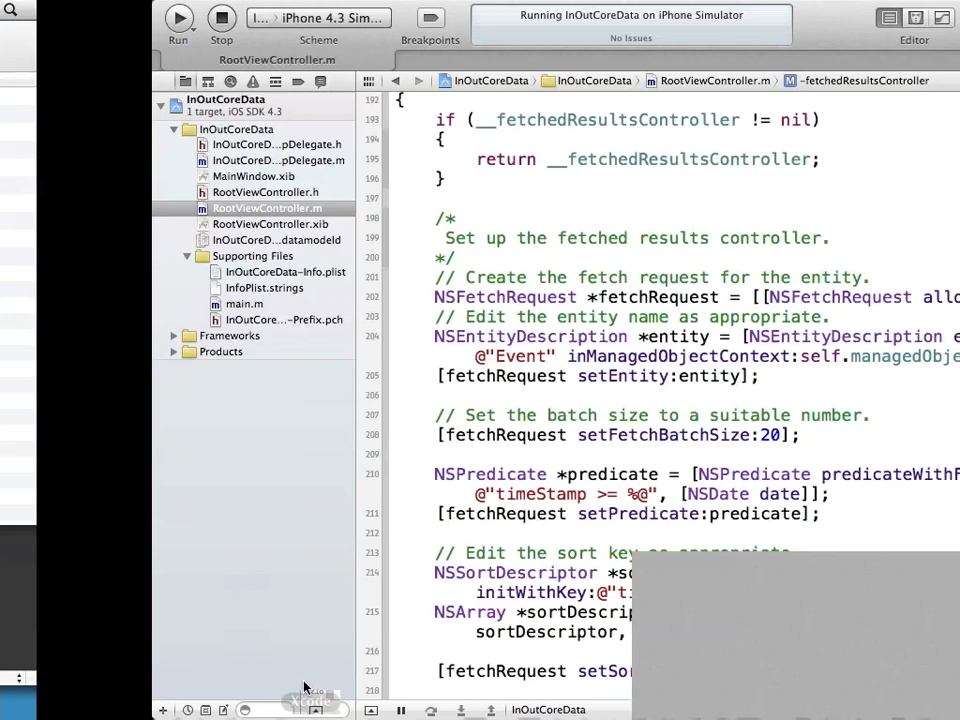 I... › iPhone 4.3 Sim...
Running InOutCoreData on iPhone Simulator
No Issues
Run
Stop
Scheme
Breakpoints
Editor
RootViewController.m
InOutCoreData
InOutCoreData
RootViewController.m
M
-fetchedResultsController
InOutCoreData
1 target, iOS SDK 4.3
InOutCoreData
h InOutCoreD...pDelegate.h
m InOutCoreD...pDelegate.m
MainWindow.xib
h RootViewController.h
m RootViewController.m
RootViewController.xib
InOutCoreD...datamodeld
Supporting Files
InOutCoreData-Info.plist
InfoPlist.strings
m main.m
h InOutCore...-Prefix.pch
Frameworks
Products
192 {
193 if (__fetchedResultsController != nil)
194 {
195 return __fetchedResultsController;
196 }
197
198 /*
199 Set up the fetched results controller.
200 */
201 // Create the fetch request for the entity.
202 NSFetchRequest *fetchRequest = [[NSFetchRequest allo
203 // Edit the entity name as appropriate.
204 NSEntityDescription *entity = [NSEntityDescription e
@"Event" inManagedObjectContext:self.managedObje
205 [fetchRequest setEntity:entity];
206
207 // Set the batch size to a suitable number.
208 [fetchRequest setFetchBatchSize:20];
209
210 NSPredicate *predicate = [NSPredicate predicateWithF
@"timeStamp >= %@", [NSDate date]];
211 [fetchRequest setPredicate:predicate];
212
213 // Edit the sort key as appropriate.
214 NSSortDescriptor *so
initWithKey:@"ti
215 NSArray *sortDescrip
sortDescriptor,
216
217 [fetchRequest setSor
218
Xcode
InOutCoreData